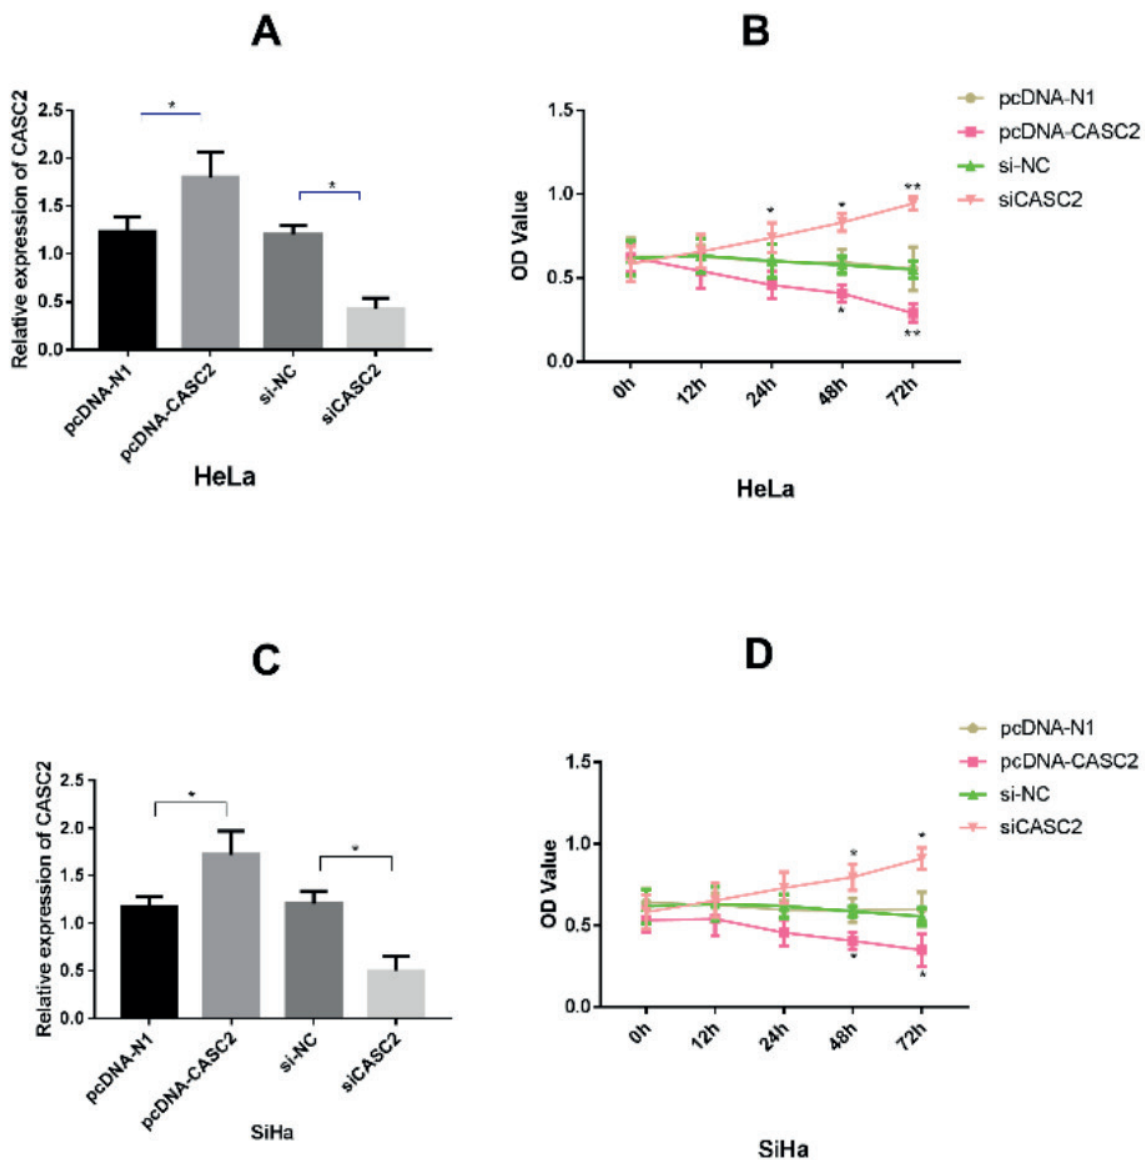 A
Relative expression of CASC2
2.5
2.0
1.5
1.0
0.5
0.0
*
*
pcDNA-N1
pcDNA-CASC2
si-NC
siCASC2
HeLa
B
pcDNA-N1
pcDNA-CASC2
si-NC
siCASC2
OD Value
1.5
1.0
0.5
0.0
*
*
**
*
**
0h
12h
24h
48h
72h
HeLa
C
Relative expression of CASC2
2.5
2.0
1.5
1.0
0.5
0.0
*
*
pcDNA-N1
pcDNA-CASC2
si-NC
siCASC2
SiHa
D
pcDNA-N1
pcDNA-CASC2
si-NC
siCASC2
OD Value
1.5
1.0
0.5
0.0
*
*
*
*
0h
12h
24h
48h
72h
SiHa